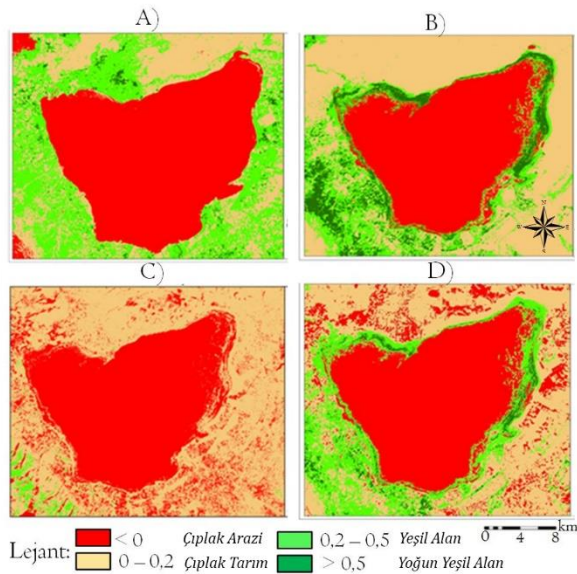 A)
B)
C)
D)
km
0 4 8
Lejant:
< 0 Çıplak Arazi
0,2 – 0,5 Yeşil Alan
0 – 0,2 Çıplak Tarım
> 0,5 Yoğun Yeşil Alan